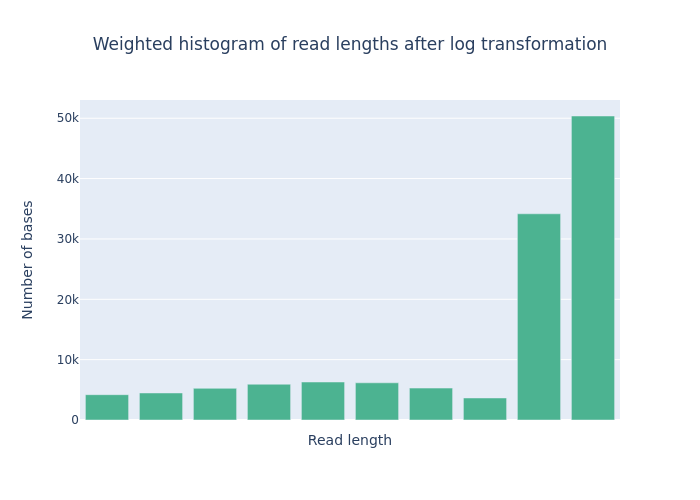 Weighted histogram of read lengths after log transformation
50k
40k
30k
20k
10k
0
Number of bases
Read length